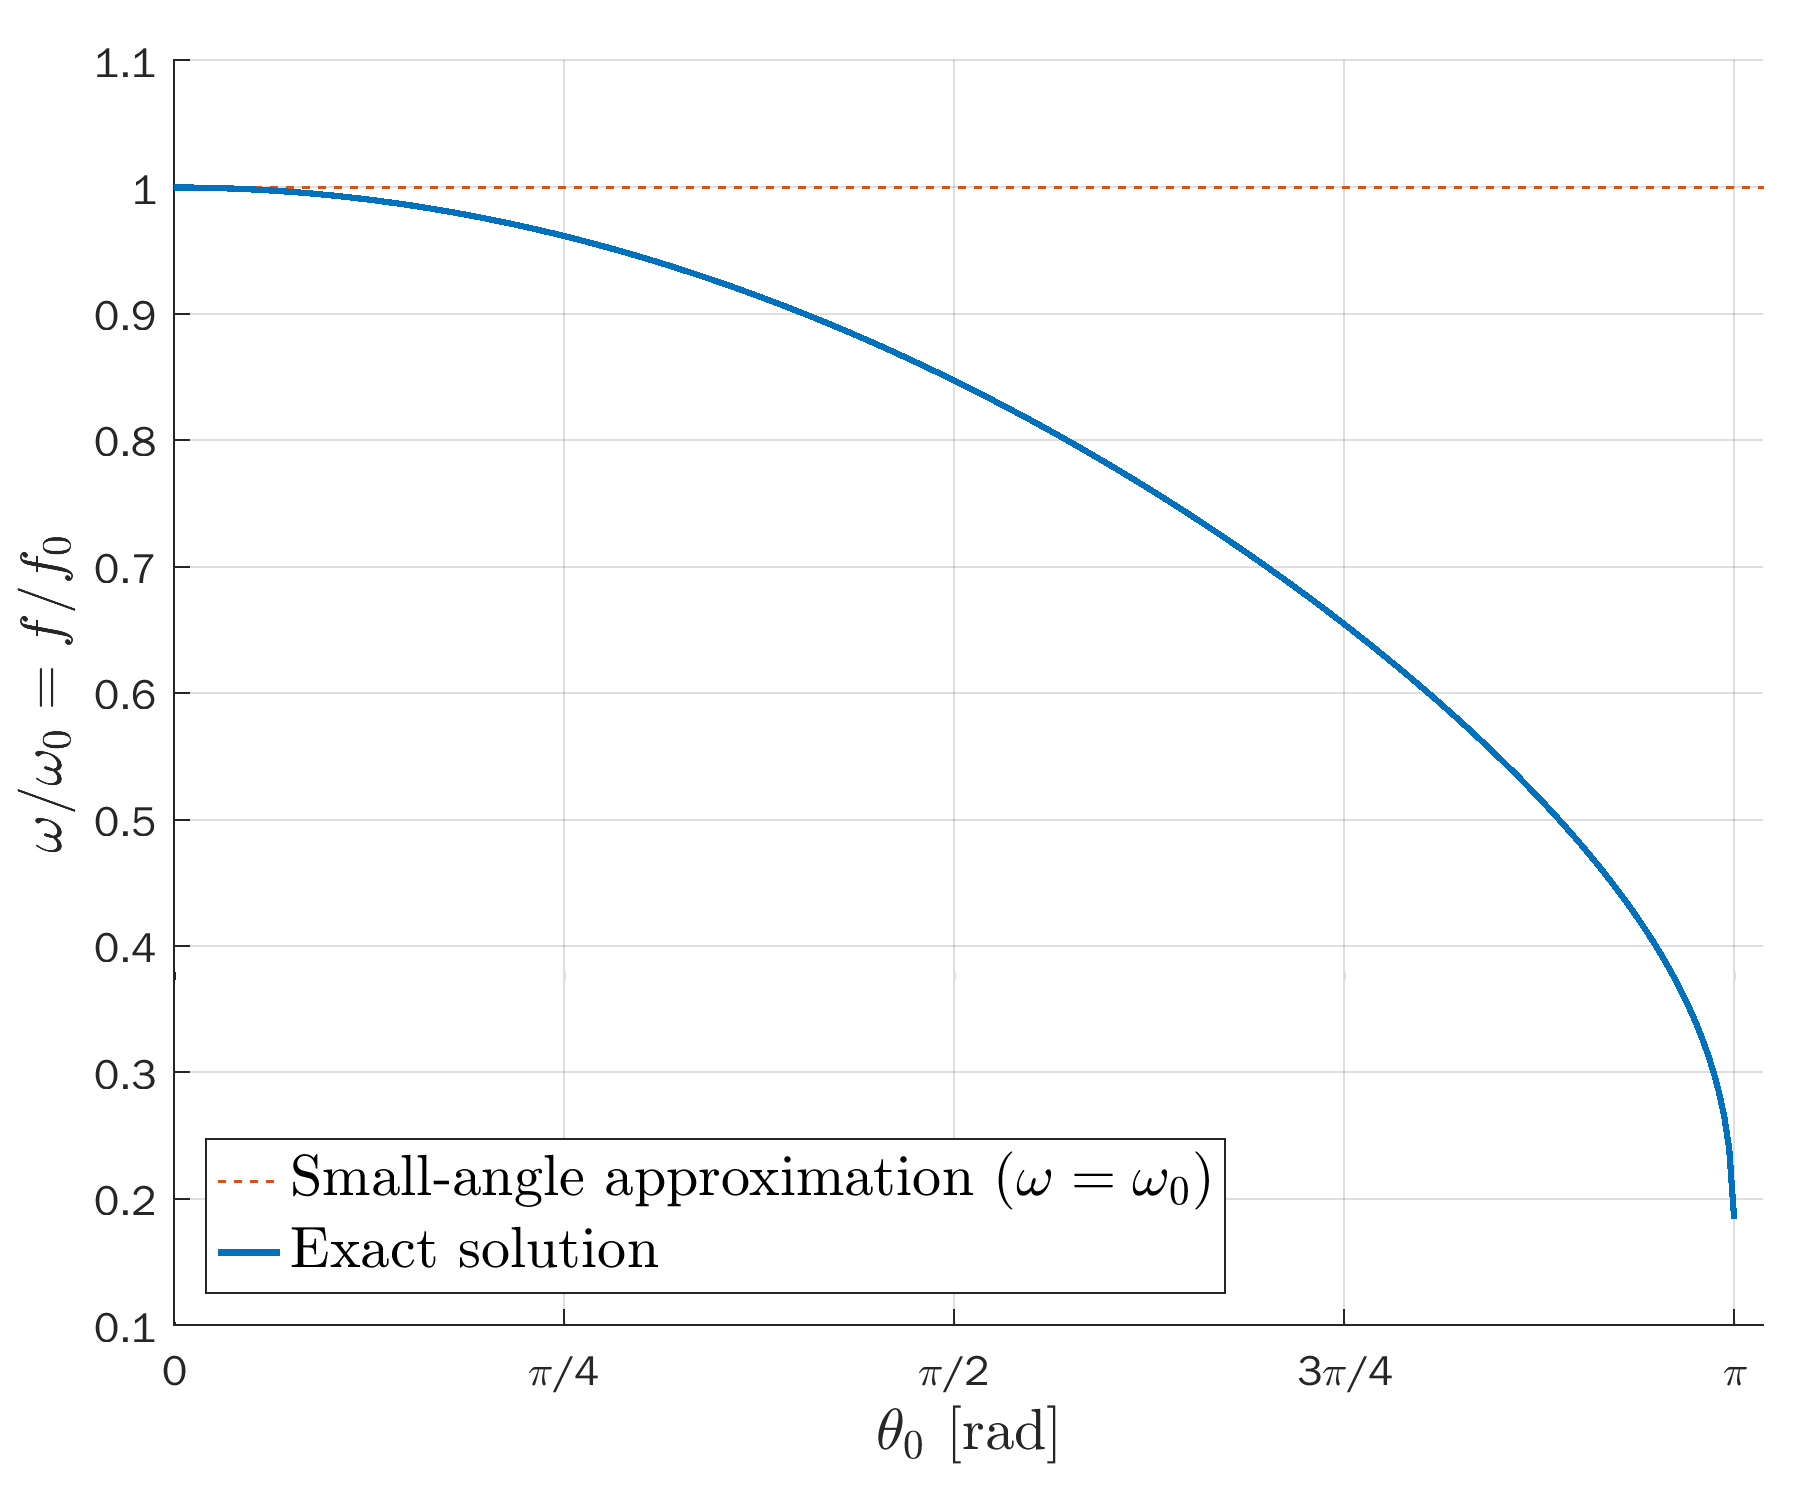 1.1
1
0.9
0.8
0.7
0.6
0.5
0.4
0.3
0.2
0.1
ω/ω₀ = f/f₀
Small-angle approximation (ω = ω₀)
Exact solution
0 π/4 π/2 3π/4 π
θ₀ [rad]